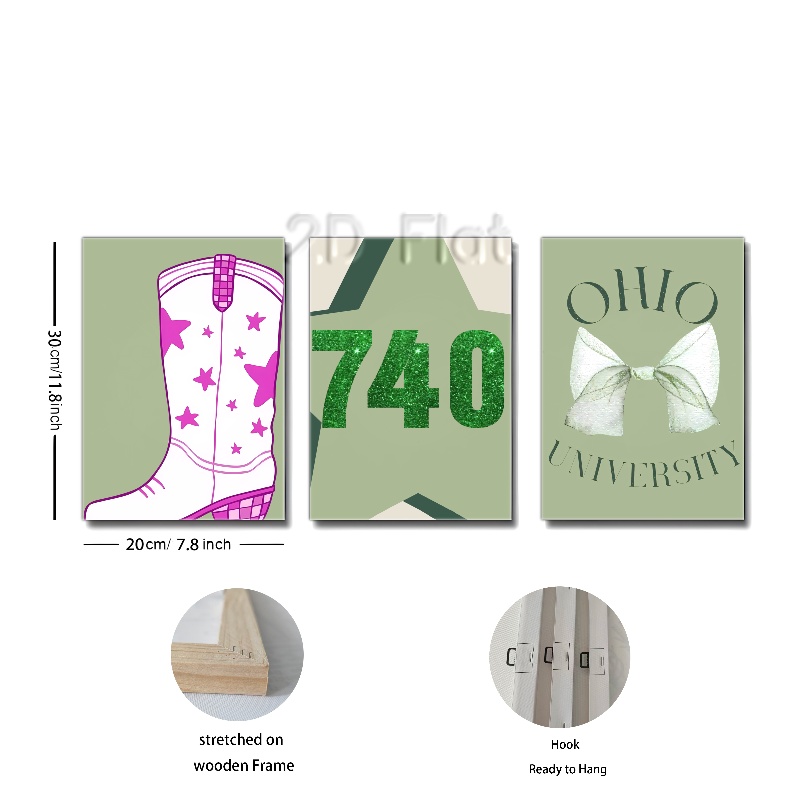 2D Flat
740
OHIO
UNIVERSITY
30cm/11.8inch
20cm/ 7.8 inch
stretched on
wooden Frame
Hook
Ready to Hang